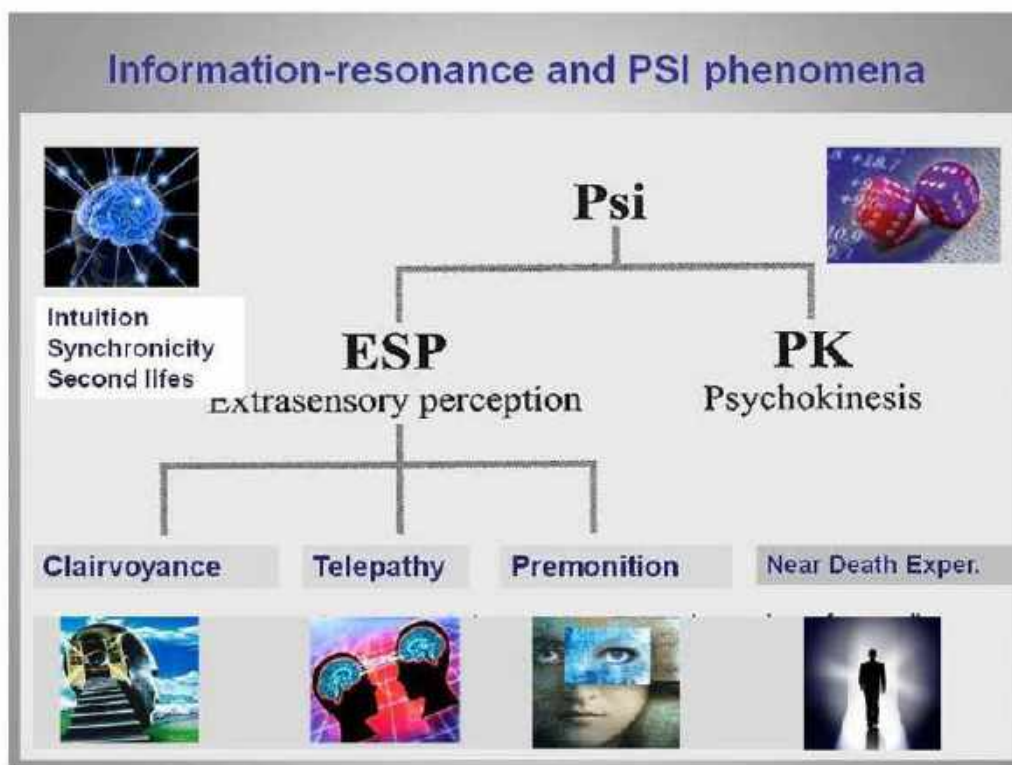 Information-resonance and PSI phenomena
Psi
Intuition
Synchronicity
Second lifes
ESP
Extrasensory perception
PK
Psychokinesis
Clairvoyance
Telepathy
Premonition
Near Death Exper.